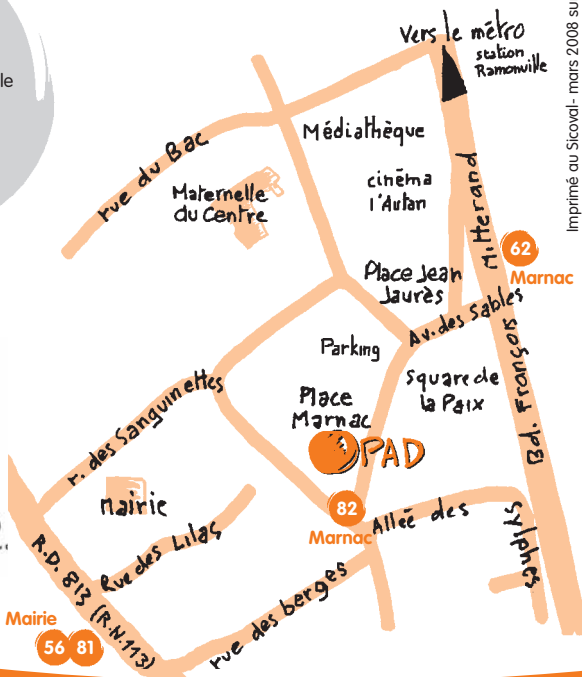 Vers le métro
station
Ramonville
Imprimé au Sicoval- mars 2008 su
le
Médiathèque
rue du Bac
cinéma
l'Autan
Maternelle
du Centre
Mitterand
62
Marnac
Place Jean
Jaurès
Av. des Sables
Parking
Bd. François
square de
la Paix
Place
Marnac
r. des Sanguinettes
PAD
Mairie
82
Marnac
Allée des
sylphes
Rue des Lilas
R.D. 813 (R.N.113)
rue des berges
Mairie
56 81